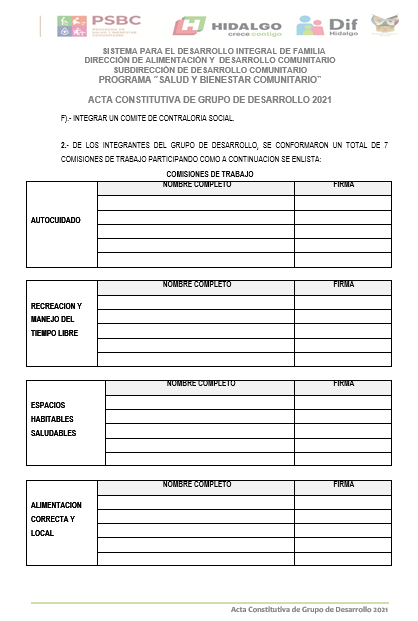 PSBC
HIDALGO
crece contigo
Dif
Hidalgo
SISTEMA PARA EL DESARROLLO INTEGRAL DE FAMILIA
DIRECCIÓN DE ALIMENTACIÓN Y DESARROLLO COMUNITARIO
SUBDIRECCIÓN DE DESARROLLO COMUNITARIO
PROGRAMA "SALUD Y BIENESTAR COMUNITARIO"
ACTA CONSTITUTIVA DE GRUPO DE DESARROLLO 2021
F).- INTEGRAR UN COMITE DE CONTRALORIA SOCIAL.
2.- DE LOS INTEGRANTES DEL GRUPO DE DESARROLLO, SE CONFORMARON UN TOTAL DE 7
COMISIONES DE TRABAJO PARTICIPANDO COMO A CONTINUACION SE ENLISTA:
COMISIONES DE TRABAJO
NOMBRE COMPLETO FIRMA
AUTOCUIDADO
NOMBRE COMPLETO FIRMA
RECREACION Y
MANEJO DEL
TIEMPO LIBRE
NOMBRE COMPLETO FIRMA
ESPACIOS
HABITABLES
SALUDABLES
NOMBRE COMPLETO FIRMA
ALIMENTACION
CORRECTA Y
LOCAL
Acta Constitutiva de Grupo de Desarrollo 2021